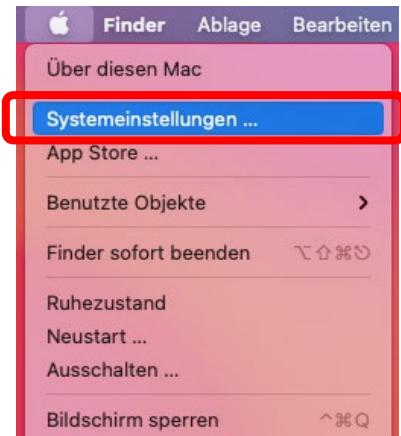 Finder Ablage Bearbeiten
Über diesen Mac
Systemeinstellungen ...
App Store ...
Benutzte Objekte
Finder sofort beenden ⌥⇧⌘⎋
Ruhezustand
Neustart ...
Ausschalten ...
Bildschirm sperren ^⌘Q